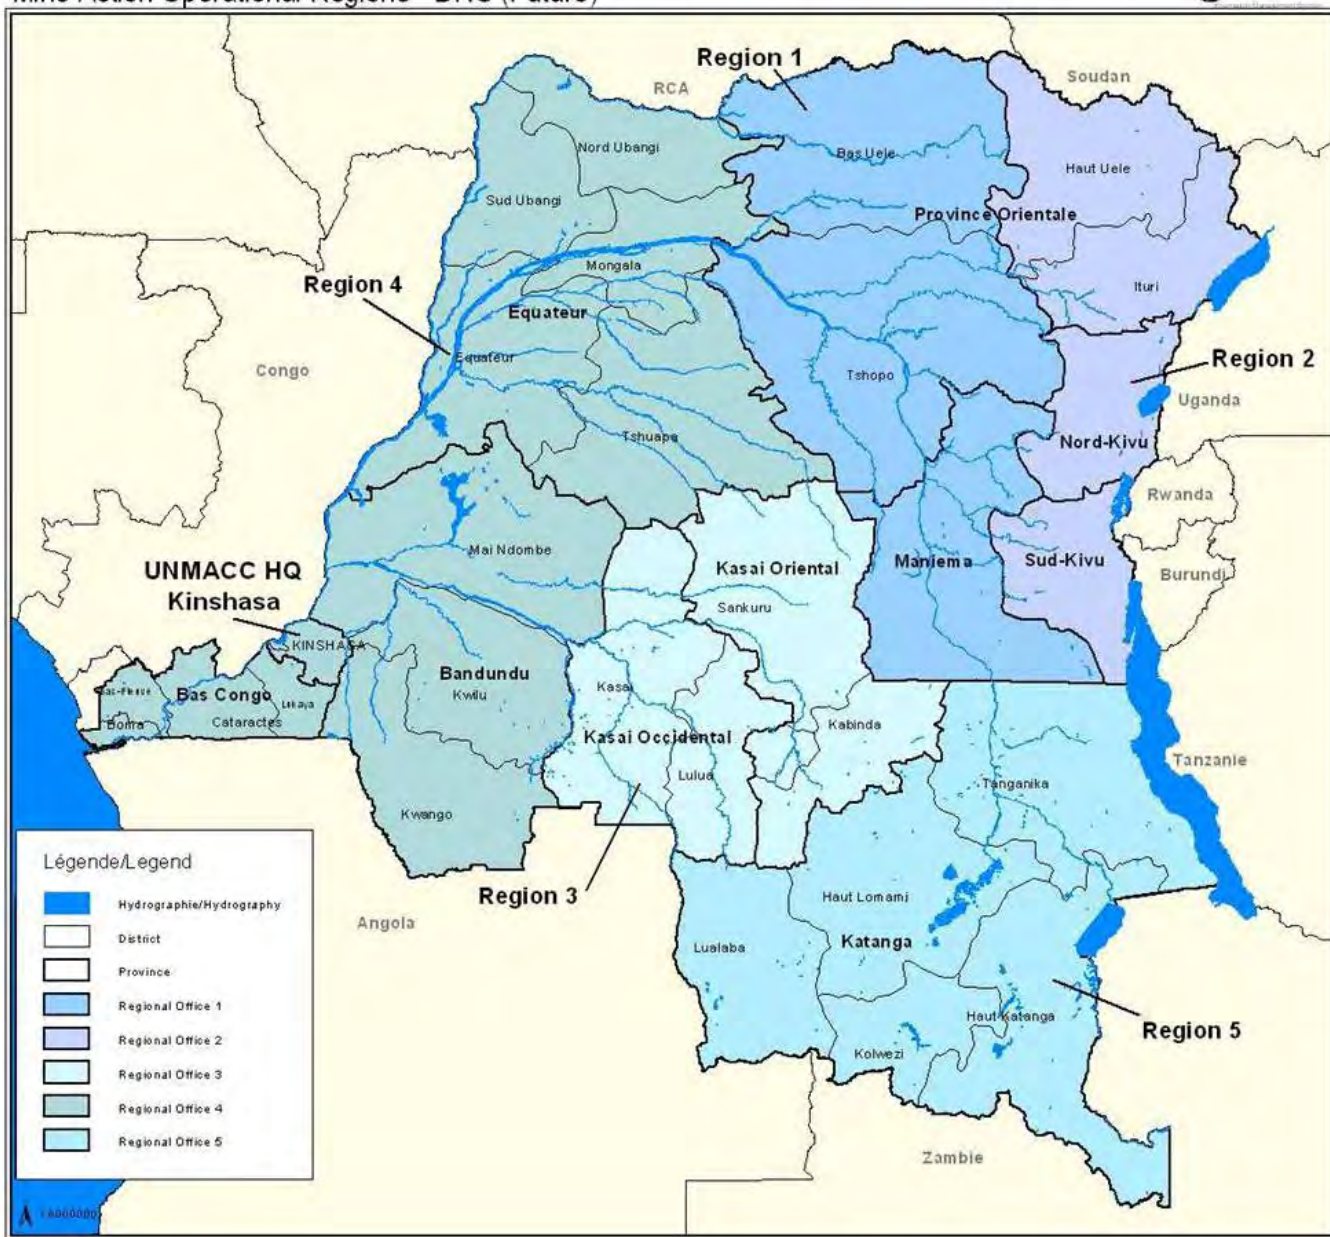 Mine Action Operational Regions - DRC (Future)
Region 1
RCA
Soudan
Nord Ubangi
Bas Uele
Haut Uele
Sud Ubangi
Province Orientale
Mongala
Region 4
Ituri
Equateur
Equateur
Region 2
Congo
Tshopo
Uganda
Tshuapa
Nord-Kivu
Rwanda
UNMACC HQ
Kinshasa
Mai Ndombe
Kasai Oriental
Maniema
Sud-Kivu
Burundi
Sankuru
KINSHASA
Bandundu
Kwilu
Bas Congo
Lukaya
Cataractes
Boma
Kasai
Kasai Occidental
Kabinda
Lulua
Tanzanie
Tanganika
Kwango
Region 3
Haut Lomami
Angola
Katanga
Lualaba
Haut Katanga
Region 5
Kolwezi
Zambie
Légende/Legend
Hydrographie/Hydrography
District
Province
Regional Office 1
Regional Office 2
Regional Office 3
Regional Office 4
Regional Office 5